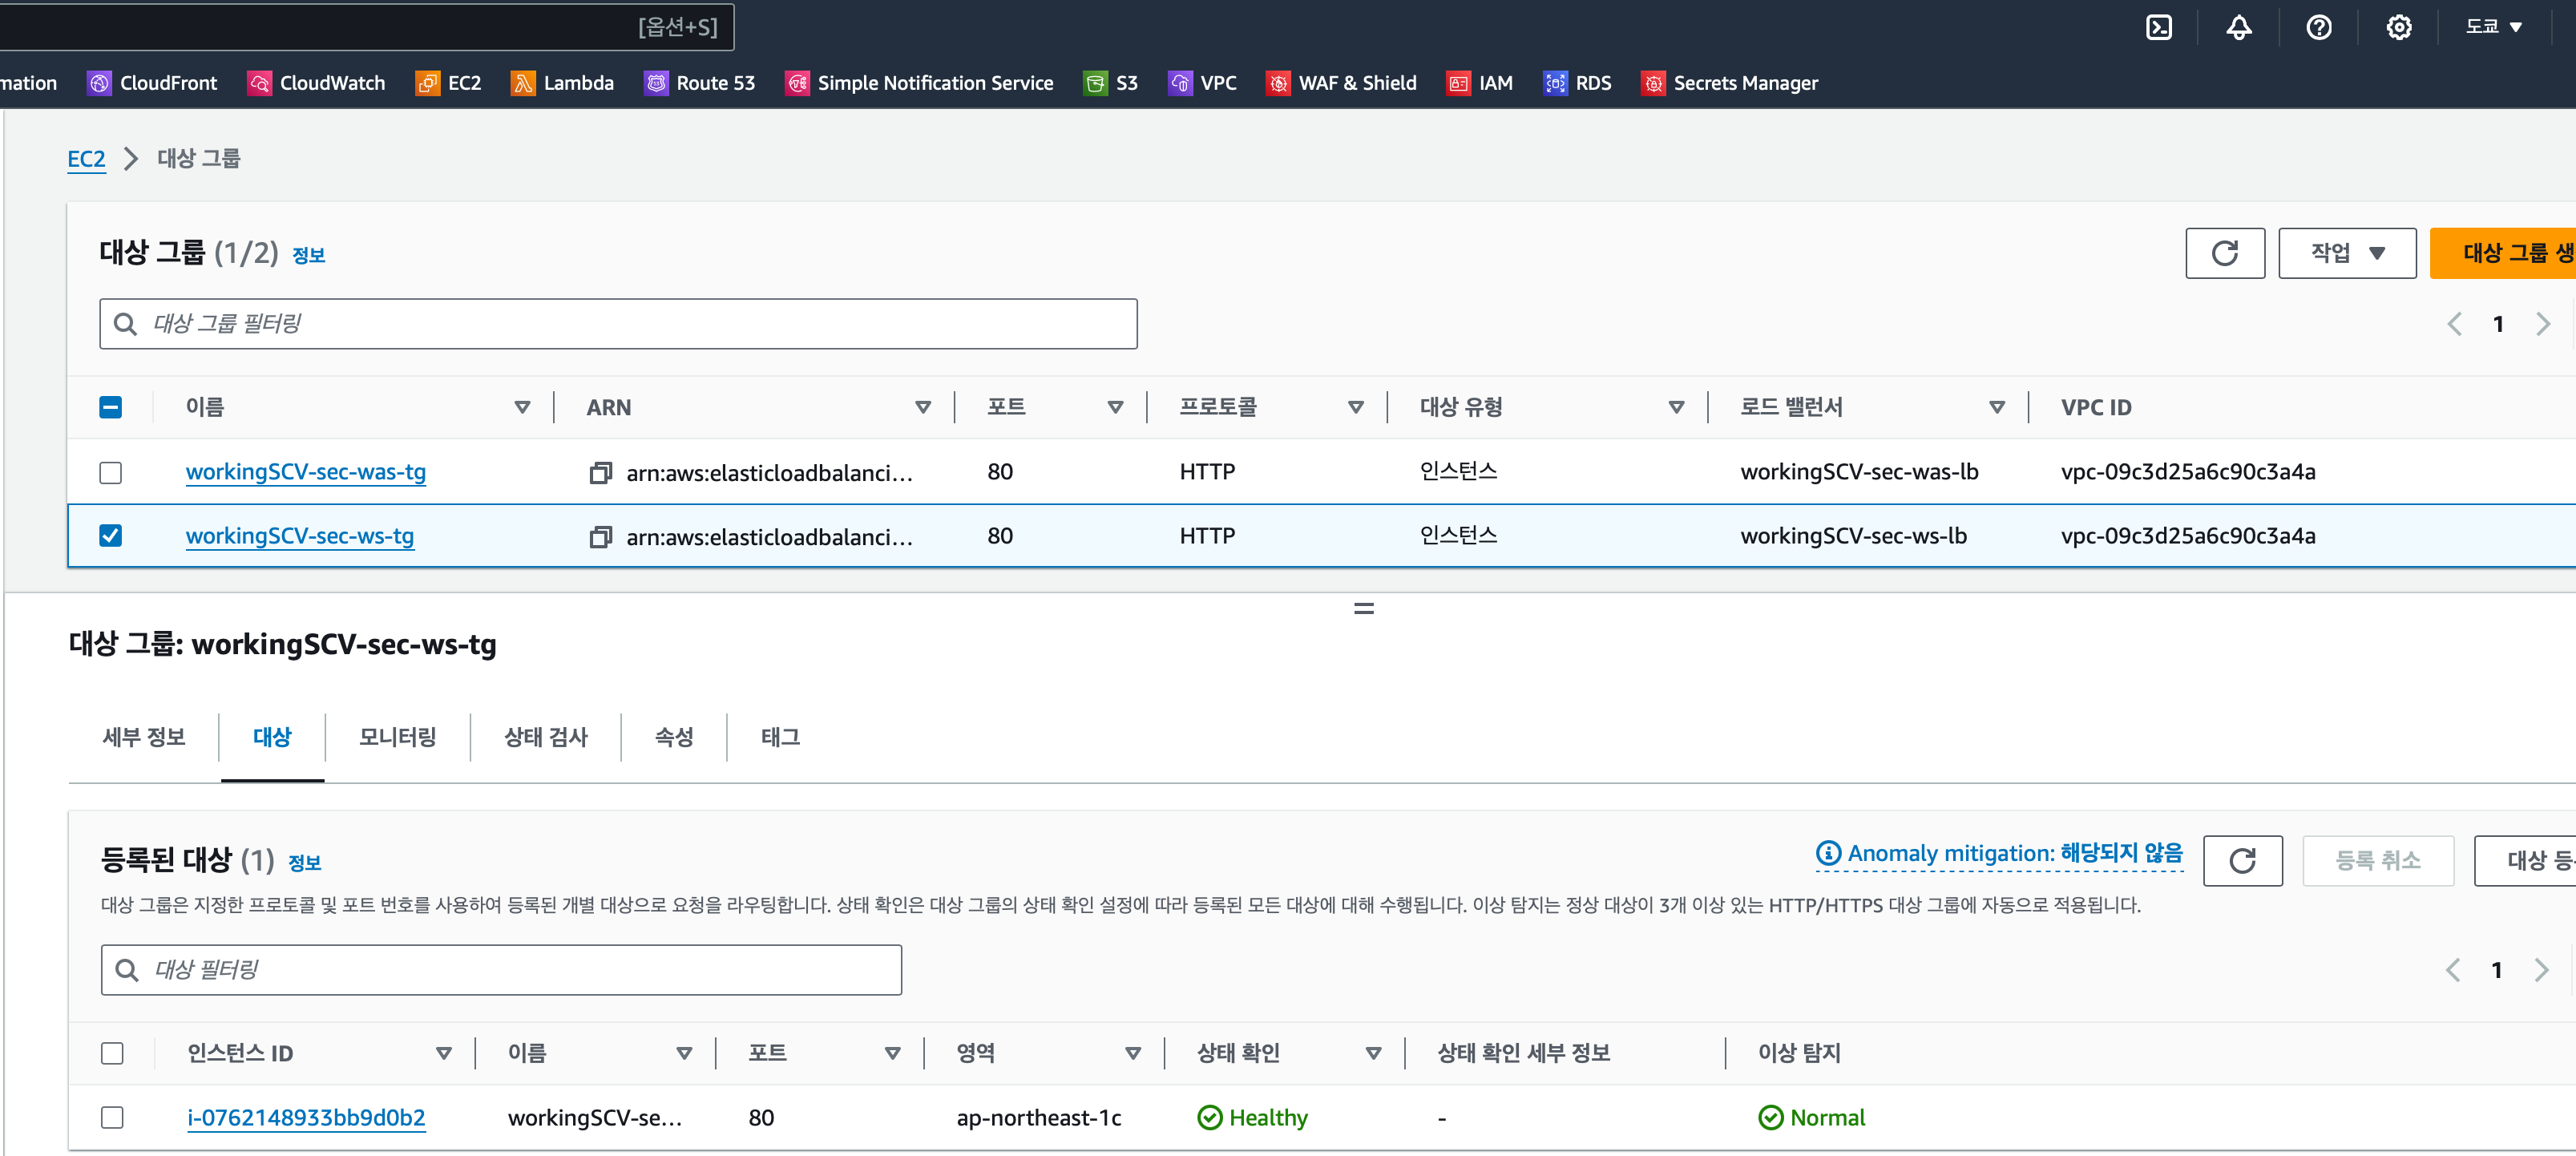 [옵션+S]
도쿄
mation CloudFront CloudWatch EC2 Lambda Route 53 Simple Notification Service S3 VPC WAF & Shield IAM RDS Secrets Manager
EC2 대상 그룹
대상 그룹 (1/2) 정보
작업
대상 그룹 생
대상 그룹 필터링
1
이름 ARN 포트 프로토콜 대상 유형 로드 밸런서 VPC ID
workingSCV-sec-was-tg arn:aws:elasticloadbalanci... 80 HTTP 인스턴스 workingSCV-sec-was-lb vpc-09c3d25a6c90c3a4a
workingSCV-sec-ws-tg arn:aws:elasticloadbalanci... 80 HTTP 인스턴스 workingSCV-sec-ws-lb vpc-09c3d25a6c90c3a4a
대상 그룹: workingSCV-sec-ws-tg
세부 정보 대상 모니터링 상태 검사 속성 태그
등록된 대상 (1) 정보
Anomaly mitigation: 해당되지 않음
등록 취소
대상 등
대상 그룹은 지정한 프로토콜 및 포트 번호를 사용하여 등록된 개별 대상으로 요청을 라우팅합니다. 상태 확인은 대상 그룹의 상태 확인 설정에 따라 등록된 모든 대상에 대해 수행됩니다. 이상 탐지는 정상 대상이 3개 이상 있는 HTTP/HTTPS 대상 그룹에 자동으로 적용됩니다.
대상 필터링
1
인스턴스 ID 이름 포트 영역 상태 확인 상태 확인 세부 정보 이상 탐지
i-0762148933bb9d0b2 workingSCV-se... 80 ap-northeast-1c Healthy - Normal